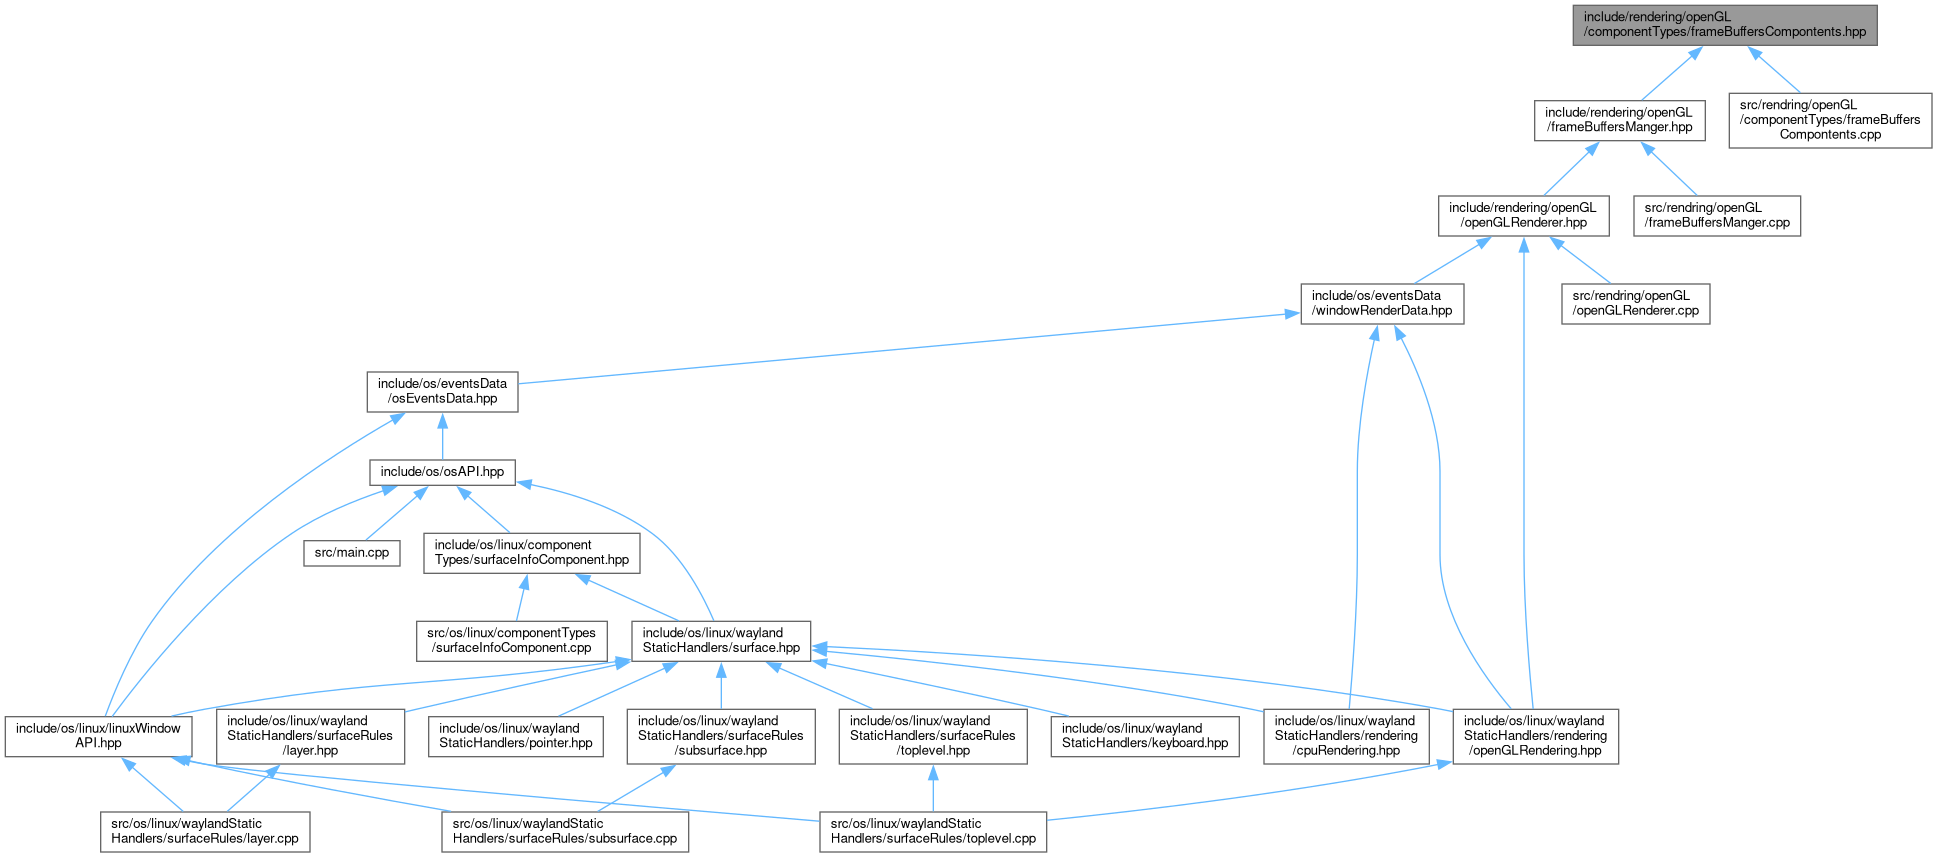 include/rendering/openGL
/componentTypes/frameBuffersCompontents.hpp
include/rendering/openGL
/frameBuffersManger.hpp
src/rendring/openGL
/componentTypes/frameBuffers
Compontents.cpp
include/rendering/openGL
/openGLRenderer.hpp
src/rendring/openGL
/frameBuffersManger.cpp
include/os/eventsData
/windowRenderData.hpp
src/rendring/openGL
/openGLRenderer.cpp
include/os/eventsData
/osEventsData.hpp
include/os/osAPI.hpp
src/main.cpp
include/os/linux/component
Types/surfaceInfoComponent.hpp
src/os/linux/componentTypes
/surfaceInfoComponent.cpp
include/os/linux/wayland
StaticHandlers/surface.hpp
include/os/linux/linuxWindow
API.hpp
include/os/linux/wayland
StaticHandlers/surfaceRules
/layer.hpp
include/os/linux/wayland
StaticHandlers/pointer.hpp
include/os/linux/wayland
StaticHandlers/surfaceRules
/subsurface.hpp
include/os/linux/wayland
StaticHandlers/surfaceRules
/toplevel.hpp
include/os/linux/wayland
StaticHandlers/keyboard.hpp
include/os/linux/wayland
StaticHandlers/rendering
/cpuRendering.hpp
include/os/linux/wayland
StaticHandlers/rendering
/openGLRendering.hpp
src/os/linux/waylandStatic
Handlers/surfaceRules/layer.cpp
src/os/linux/waylandStatic
Handlers/surfaceRules/subsurface.cpp
src/os/linux/waylandStatic
Handlers/surfaceRules/toplevel.cpp